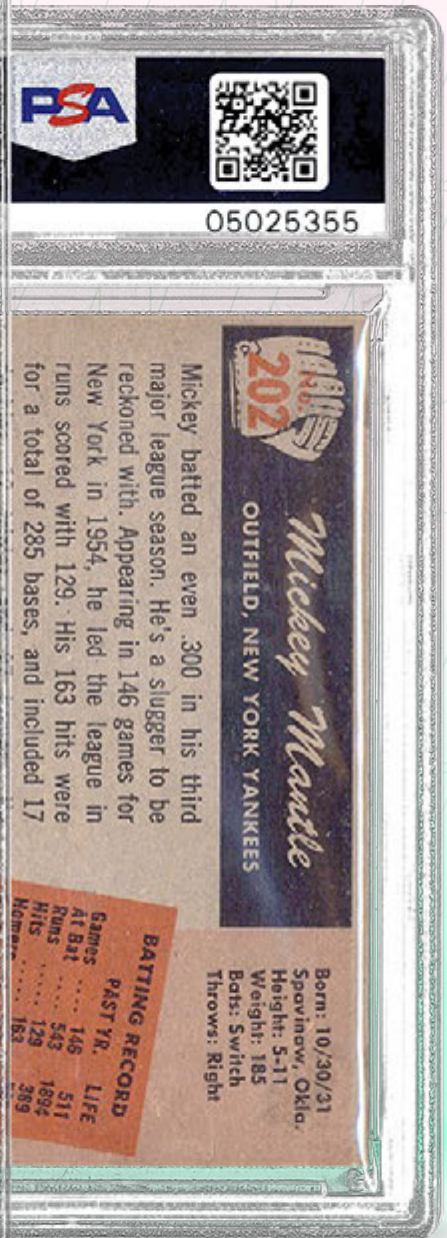 PSA
05025355
No.
202
Mickey Mantle
OUTFIELD, NEW YORK YANKEES
Born: 10/30/31
Spavinaw, Okla.
Height: 5-11
Weight: 185
Bats: Switch
Throws: Right
Mickey batted an even .300 in his third
major league season. He's a slugger to be
reckoned with. Appearing in 146 games for
New York in 1954, he led the league in
runs scored with 129. His 163 hits were
for a total of 285 bases, and included 17
BATTING RECORD
PAST YR. LIFE
Games .... 146 511
At Bat .... 543 1894
Runs ..... 129 389
Hits ..... 163
Homers